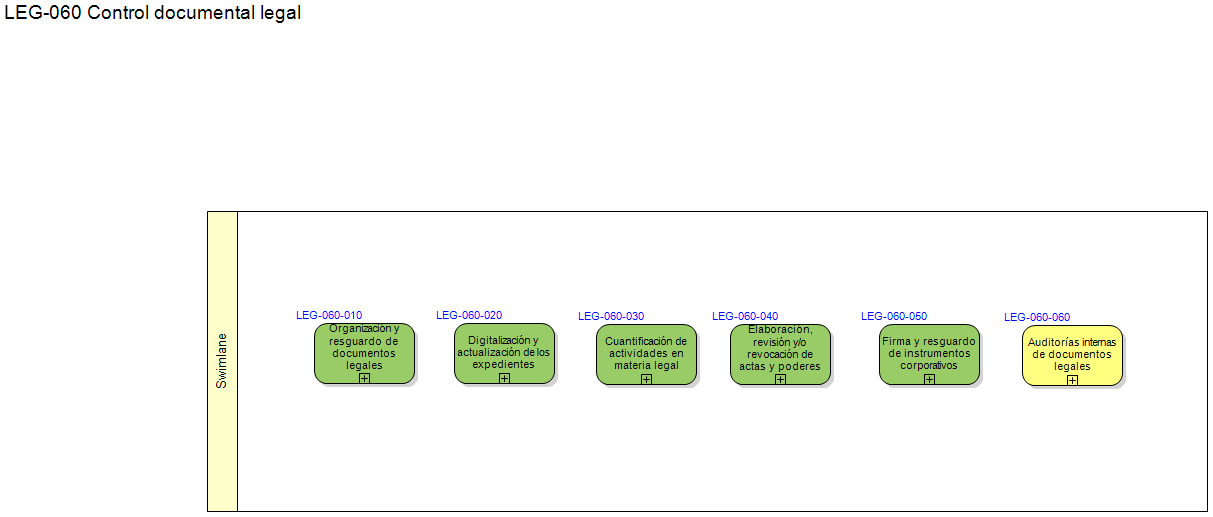 LEG-060 Control documental legal
Swimlane
LEG-060-010
Organización y
resguardo de
documentos
legales
LEG-060-020
Digitalización y
actualización de los
expedientes
LEG-060-030
Cuantificación de
actividades en
materia legal
LEG-060-040
Elaboración,
revisión y/o
revocación de
actas y poderes
LEG-060-050
Firma y resguardo
de instrumentos
corporativos
LEG-060-060
Auditorías internas
de documentos
legales